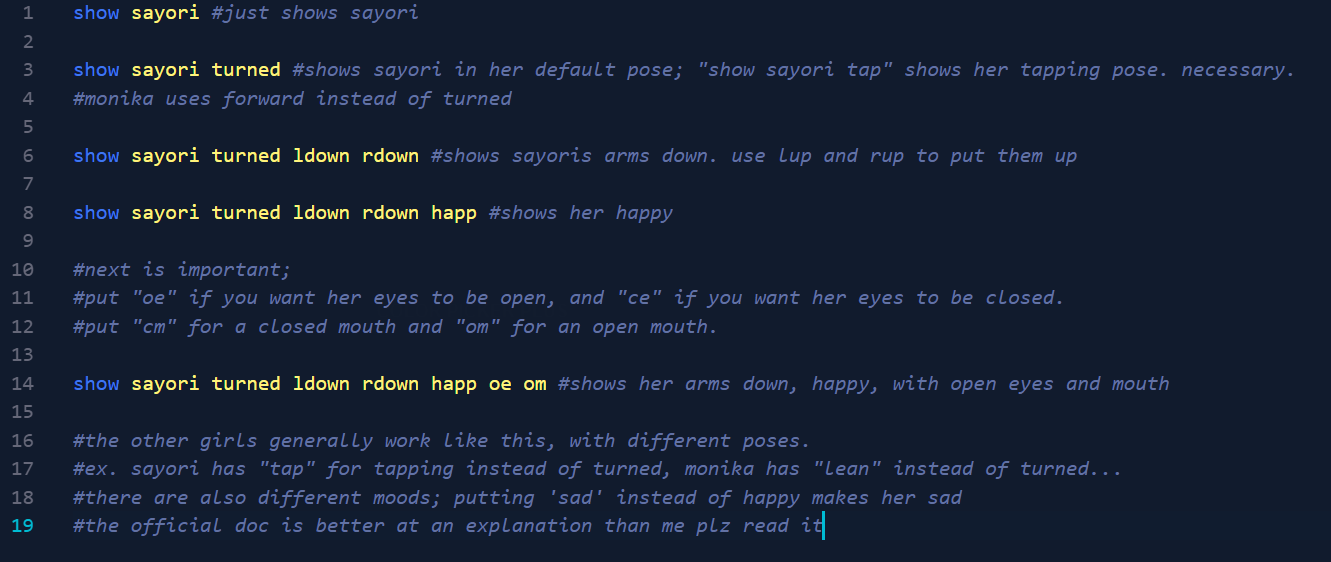 1 show sayori #just shows sayori
2
3 show sayori turned #shows sayori in her default pose; "show sayori tap" shows her tapping pose. necessary.
4 #monika uses forward instead of turned
5
6 show sayori turned ldown rdown #shows sayoris arms down. use lup and rup to put them up
7
8 show sayori turned ldown rdown happ #shows her happy
9
10 #next is important;
11 #put "oe" if you want her eyes to be open, and "ce" if you want her eyes to be closed.
12 #put "cm" for a closed mouth and "om" for an open mouth.
13
14 show sayori turned ldown rdown happ oe om #shows her arms down, happy, with open eyes and mouth
15
16 #the other girls generally work like this, with different poses.
17 #ex. sayori has "tap" for tapping instead of turned, monika has "lean" instead of turned...
18 #there are also different moods; putting 'sad' instead of happy makes her sad
19 #the official doc is better at an explanation than me plz read it